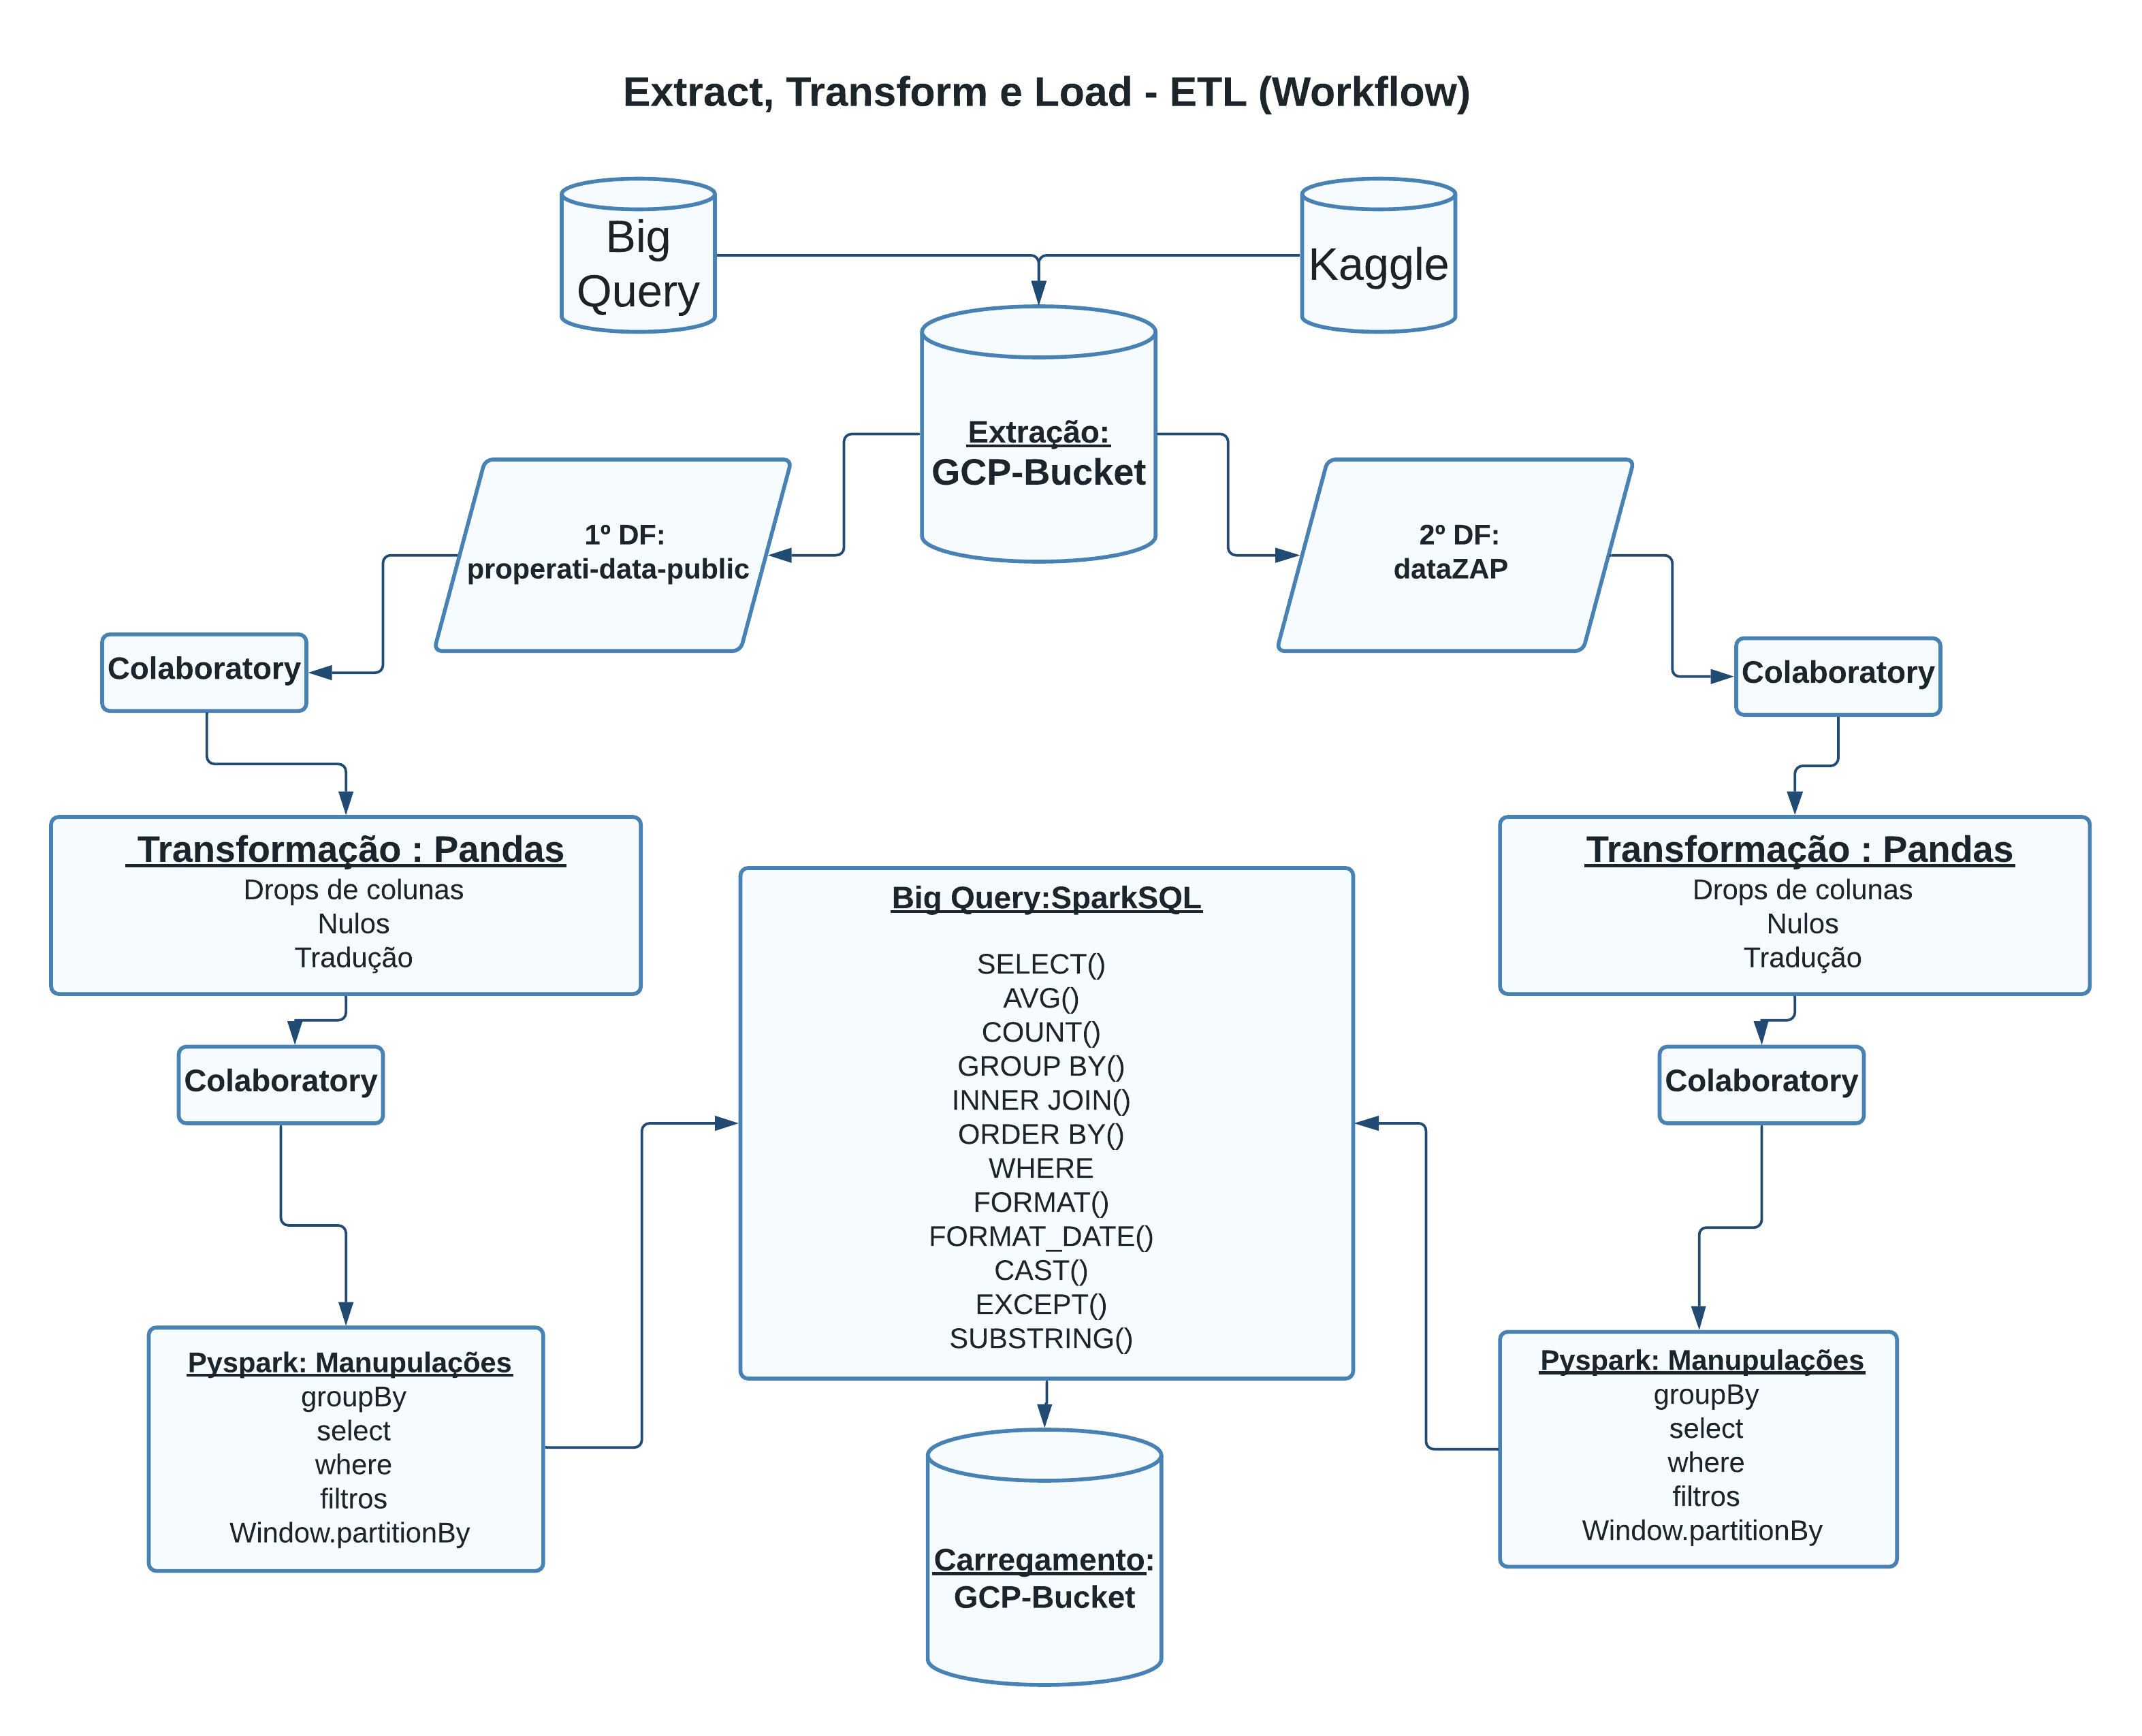 Extract, Transform e Load - ETL (Workflow)
Big
Query
Kaggle
Extração:
GCP-Bucket
1º DF:
properati-data-public
2º DF:
dataZAP
Colaboratory
Colaboratory
Transformação : Pandas
Drops de colunas
Nulos
Tradução
Transformação : Pandas
Drops de colunas
Nulos
Tradução
Colaboratory
Colaboratory
Big Query:SparkSQL
SELECT()
AVG()
COUNT()
GROUP BY()
INNER JOIN()
ORDER BY()
WHERE
FORMAT()
FORMAT_DATE()
CAST()
EXCEPT()
SUBSTRING()
Pyspark: Manupulações
groupBy
select
where
filtros
Window.partitionBy
Pyspark: Manupulações
groupBy
select
where
filtros
Window.partitionBy
Carregamento:
GCP-Bucket